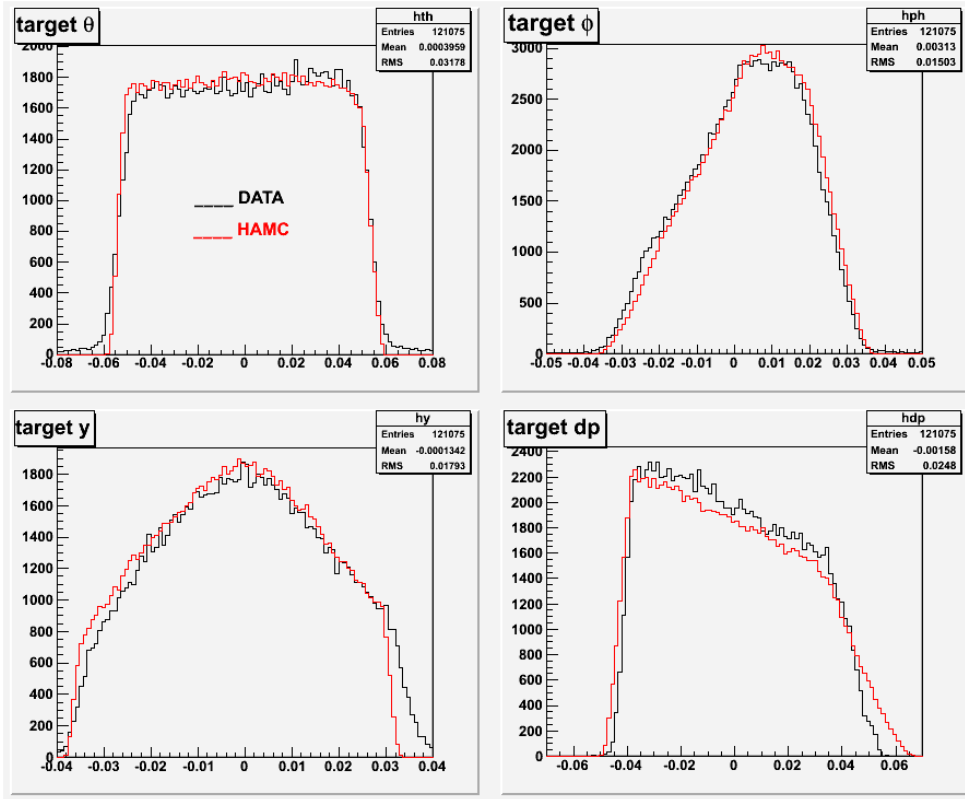 target θ
hth
Entries 121075
Mean 0.0003959
RMS 0.03178
2000
1800
1600
1400
1200
1000
800
600
400
200
0
-0.08 -0.06 -0.04 -0.02 0 0.02 0.04 0.06 0.08
____ DATA
____ HAMC
target ϕ
hph
Entries 121075
Mean 0.00313
RMS 0.01503
3000
2500
2000
1500
1000
500
0
-0.05 -0.04 -0.03 -0.02 -0.01 0 0.01 0.02 0.03 0.04 0.05
target y
hy
Entries 121075
Mean -0.0001342
RMS 0.01793
1800
1600
1400
1200
1000
800
600
400
200
0
-0.04 -0.03 -0.02 -0.01 0 0.01 0.02 0.03 0.04
target dp
hdp
Entries 121075
Mean -0.00158
RMS 0.0248
2400
2200
2000
1800
1600
1400
1200
1000
800
600
400
200
0
-0.06 -0.04 -0.02 0 0.02 0.04 0.06